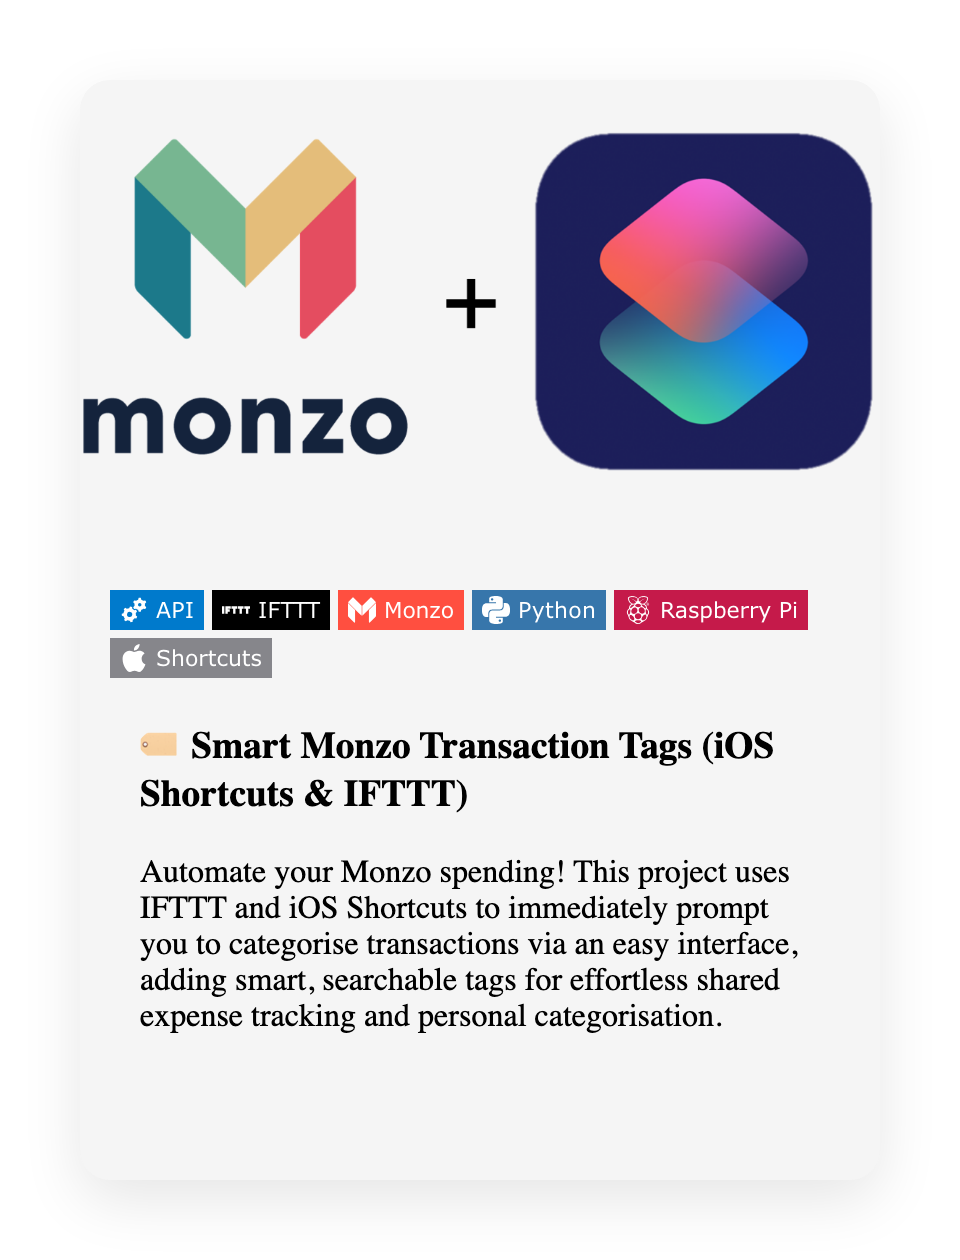 monzo
+
API IFTTT IFTTT Monzo Python Raspberry Pi
Shortcuts
Smart Monzo Transaction Tags (iOS
Shortcuts & IFTTT)
Automate your Monzo spending! This project uses
IFTTT and iOS Shortcuts to immediately prompt
you to categorise transactions via an easy interface,
adding smart, searchable tags for effortless shared
expense tracking and personal categorisation.